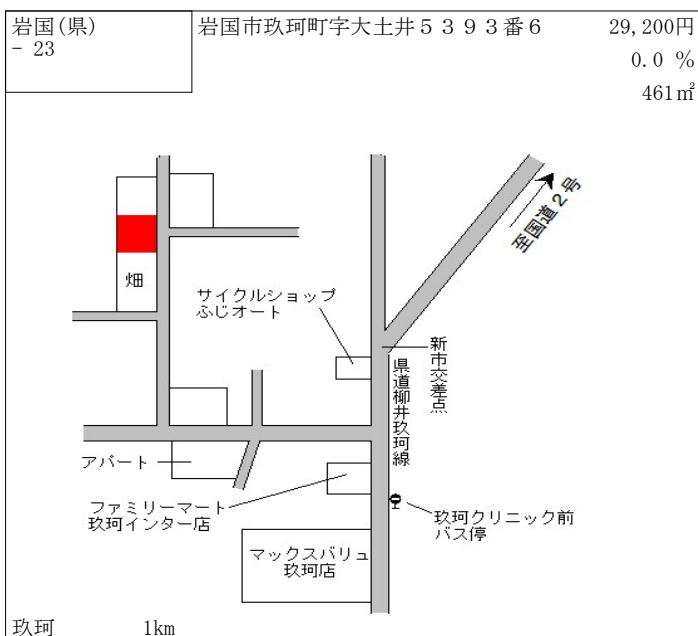 岩国(県)
- 23
岩国市玖珂町字大土井５３９３番６
29,200円
0.0 %
461㎡
至国道２号
畑
サイクルショップ
ふじオート
新市交差点
県道柳井玖珂線
アパート
ファミリーマート
玖珂インター店
玖珂クリニック前
バス停
マックスバリュ
玖珂店
玖珂 1km